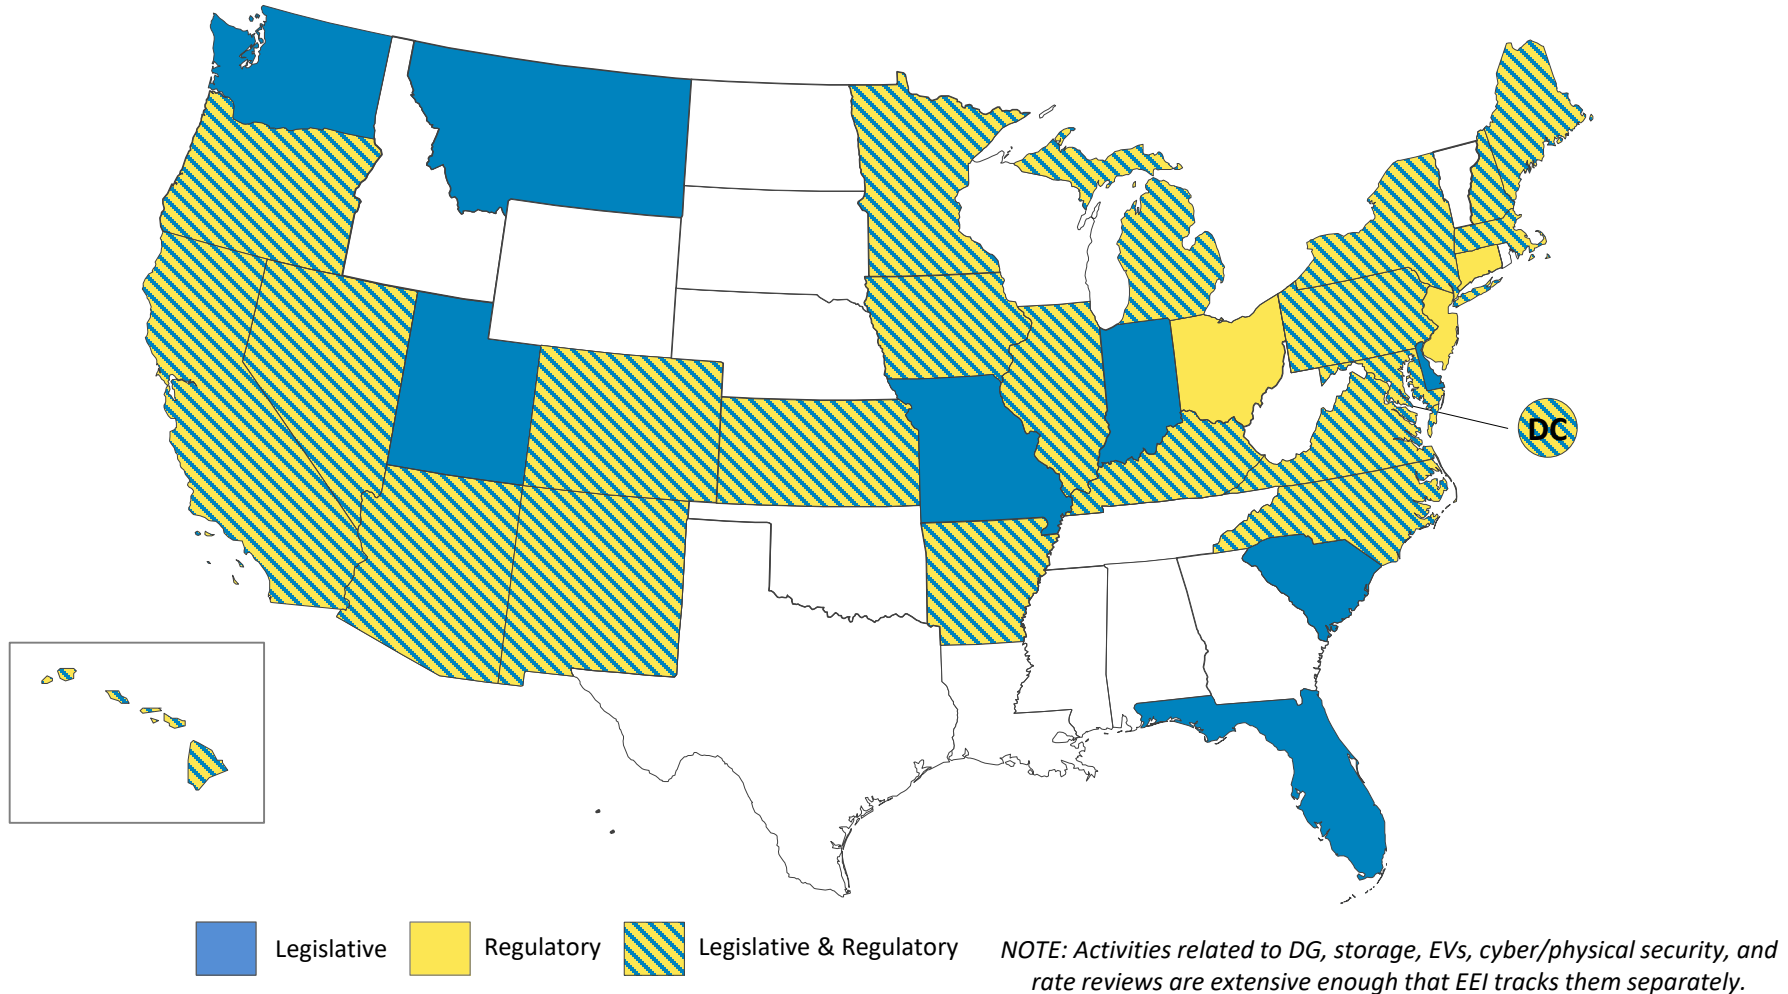 DC
Legislative
Regulatory
Legislative & Regulatory
NOTE: Activities related to DG, storage, EVs, cyber/physical security, and
rate reviews are extensive enough that EEI tracks them separately.